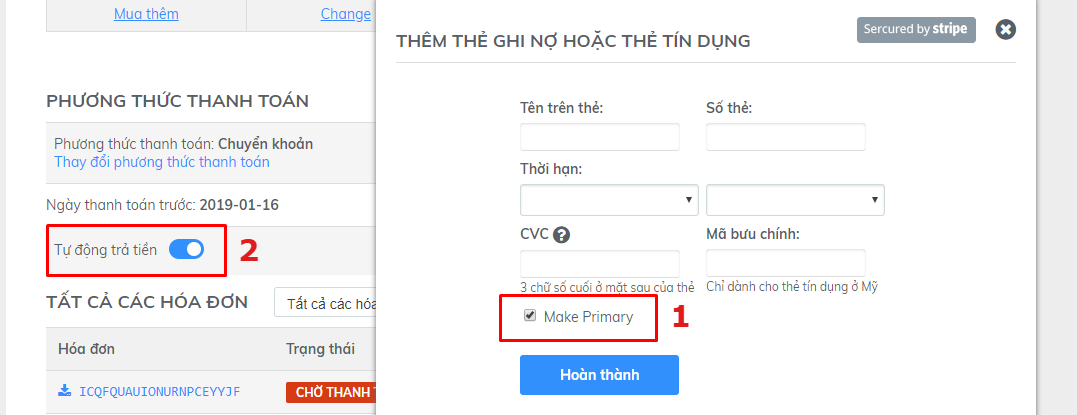 Mua thêm
Change
PHƯƠNG THỨC THANH TOÁN
Phương thức thanh toán: Chuyển khoản
Thay đổi phương thức thanh toán
Ngày thanh toán trước: 2019-01-16
Tự động trả tiền
2
TẤT CẢ CÁC HÓA ĐƠN
Tất cả các hóa
Hóa đơn
Trạng thái
ICQFQUAUIONURNPCEYYJF
CHỜ THANH T
THÊM THẺ GHI NỢ HOẶC THẺ TÍN DỤNG
Sercured by stripe
Tên trên thẻ:
Số thẻ:
Thời hạn:
CVC ?
Mã bưu chính:
3 chữ số cuối ở mặt sau của thẻ
Chỉ dành cho thẻ tín dụng ở Mỹ
Make Primary
1
Hoàn thành